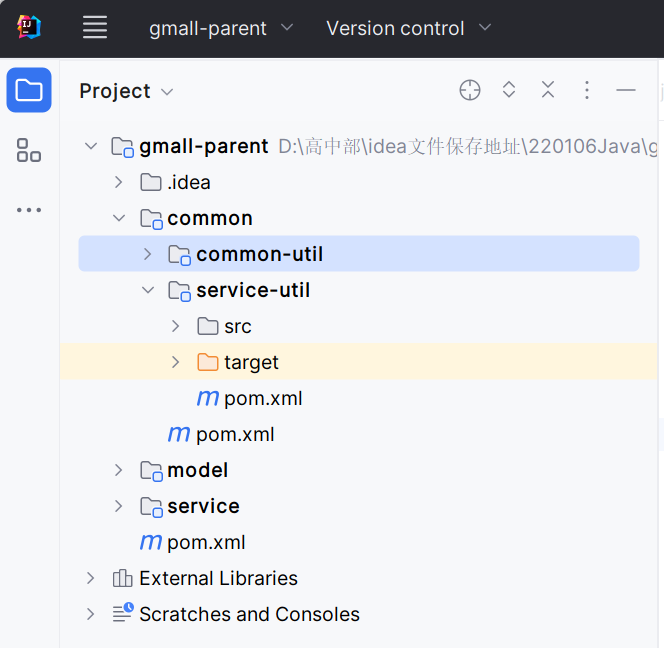 gmall-parent Version control
Project
gmall-parent D:\高中部\idea文件保存地址\220106Java\g
.idea
common
common-util
service-util
src
target
pom.xml
pom.xml
model
service
pom.xml
External Libraries
Scratches and Consoles